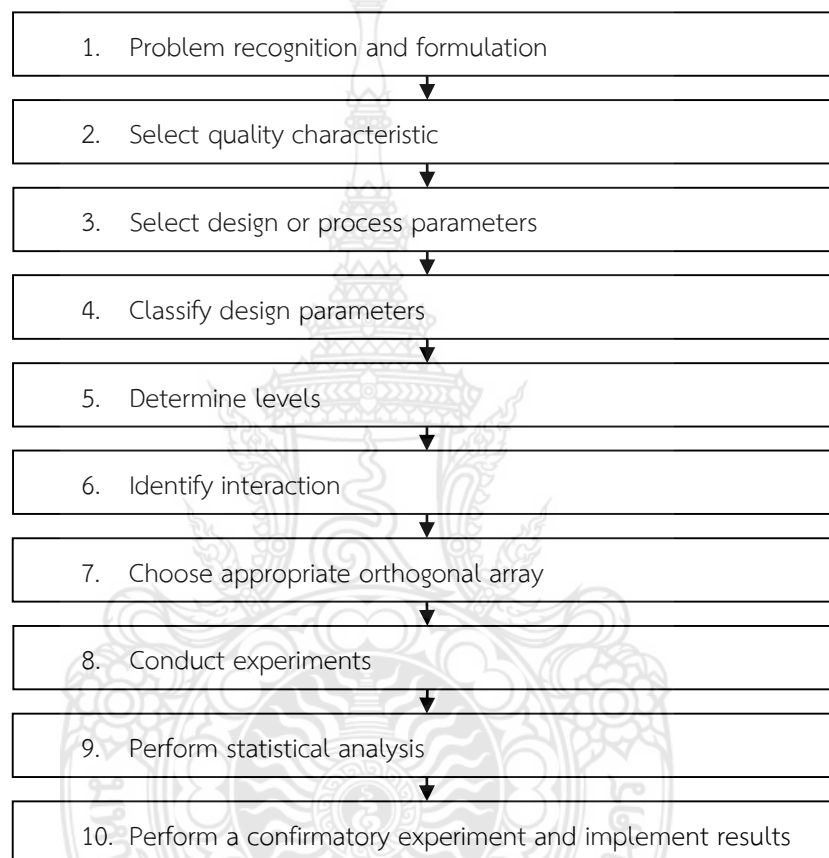 1. Problem recognition and formulation
2. Select quality characteristic
3. Select design or process parameters
4. Classify design parameters
5. Determine levels
6. Identify interaction
7. Choose appropriate orthogonal array
8. Conduct experiments
9. Perform statistical analysis
10. Perform a confirmatory experiment and implement results